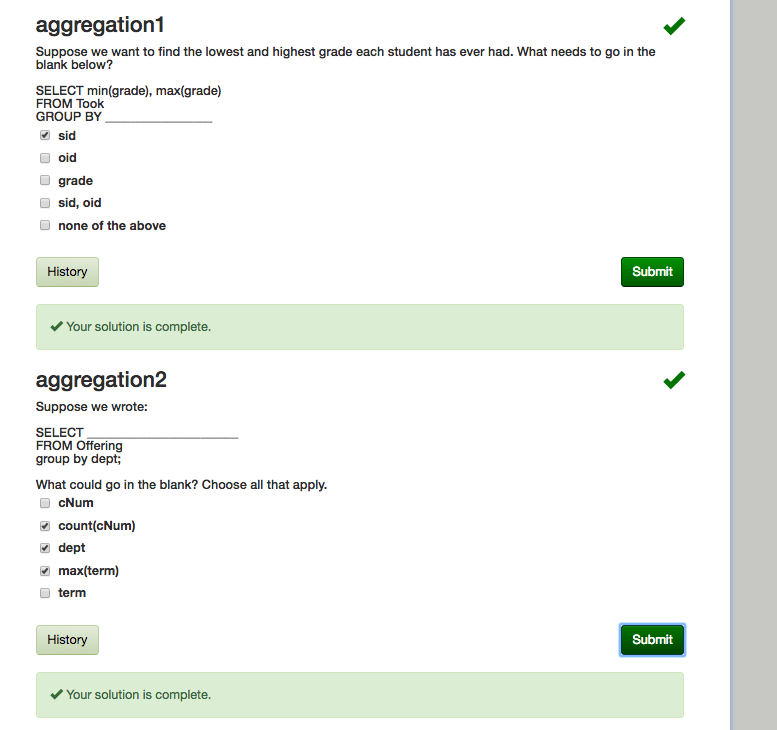 aggregation1
Suppose we want to find the lowest and highest grade each student has ever had. What needs to go in the
blank below?
SELECT min(grade), max(grade)
FROM Took
GROUP BY ________________
sid
oid
grade
sid, oid
none of the above
History
Submit
Your solution is complete.
aggregation2
Suppose we wrote:
SELECT ______________________
FROM Offering
group by dept;
What could go in the blank? Choose all that apply.
cNum
count(cNum)
dept
max(term)
term
History
Submit
Your solution is complete.